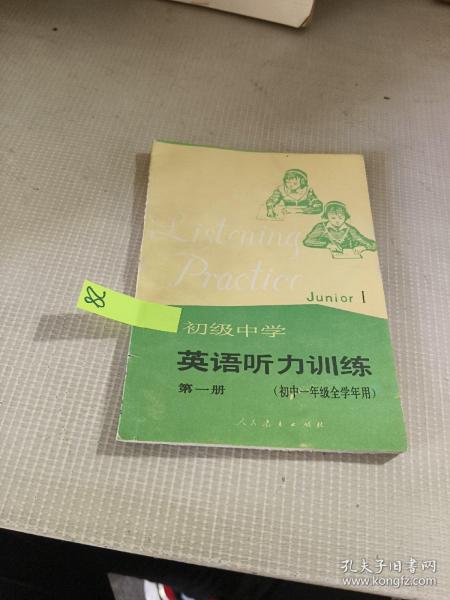 Listening
Practice
Junior I
初级中学
英语听力训练
第一册 (初中一年级全学年用)
人民教育出版社
82
孔夫子旧书网
www.kongfz.com